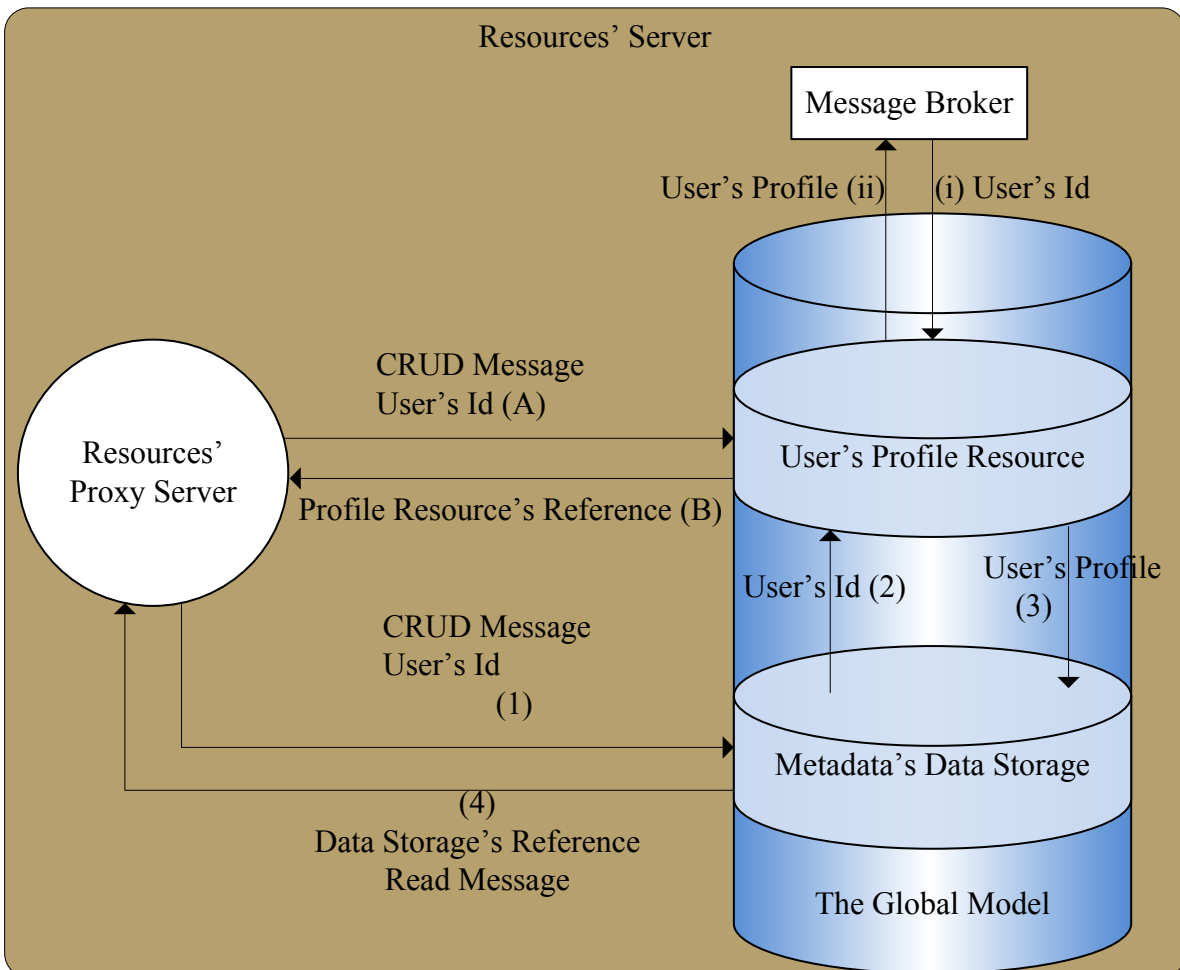 Resources’ Server
Message Broker
User’s Profile (ii)
(i) User’s Id
CRUD Message
User’s Id (A)
Resources’
Proxy Server
User’s Profile Resource
Profile Resource’s Reference (B)
User’s Id (2)
User’s Profile
(3)
CRUD Message
User’s Id
(1)
Metadada’s Data Storage
(4)
Data Storage’s Reference
Read Message
The Global Model